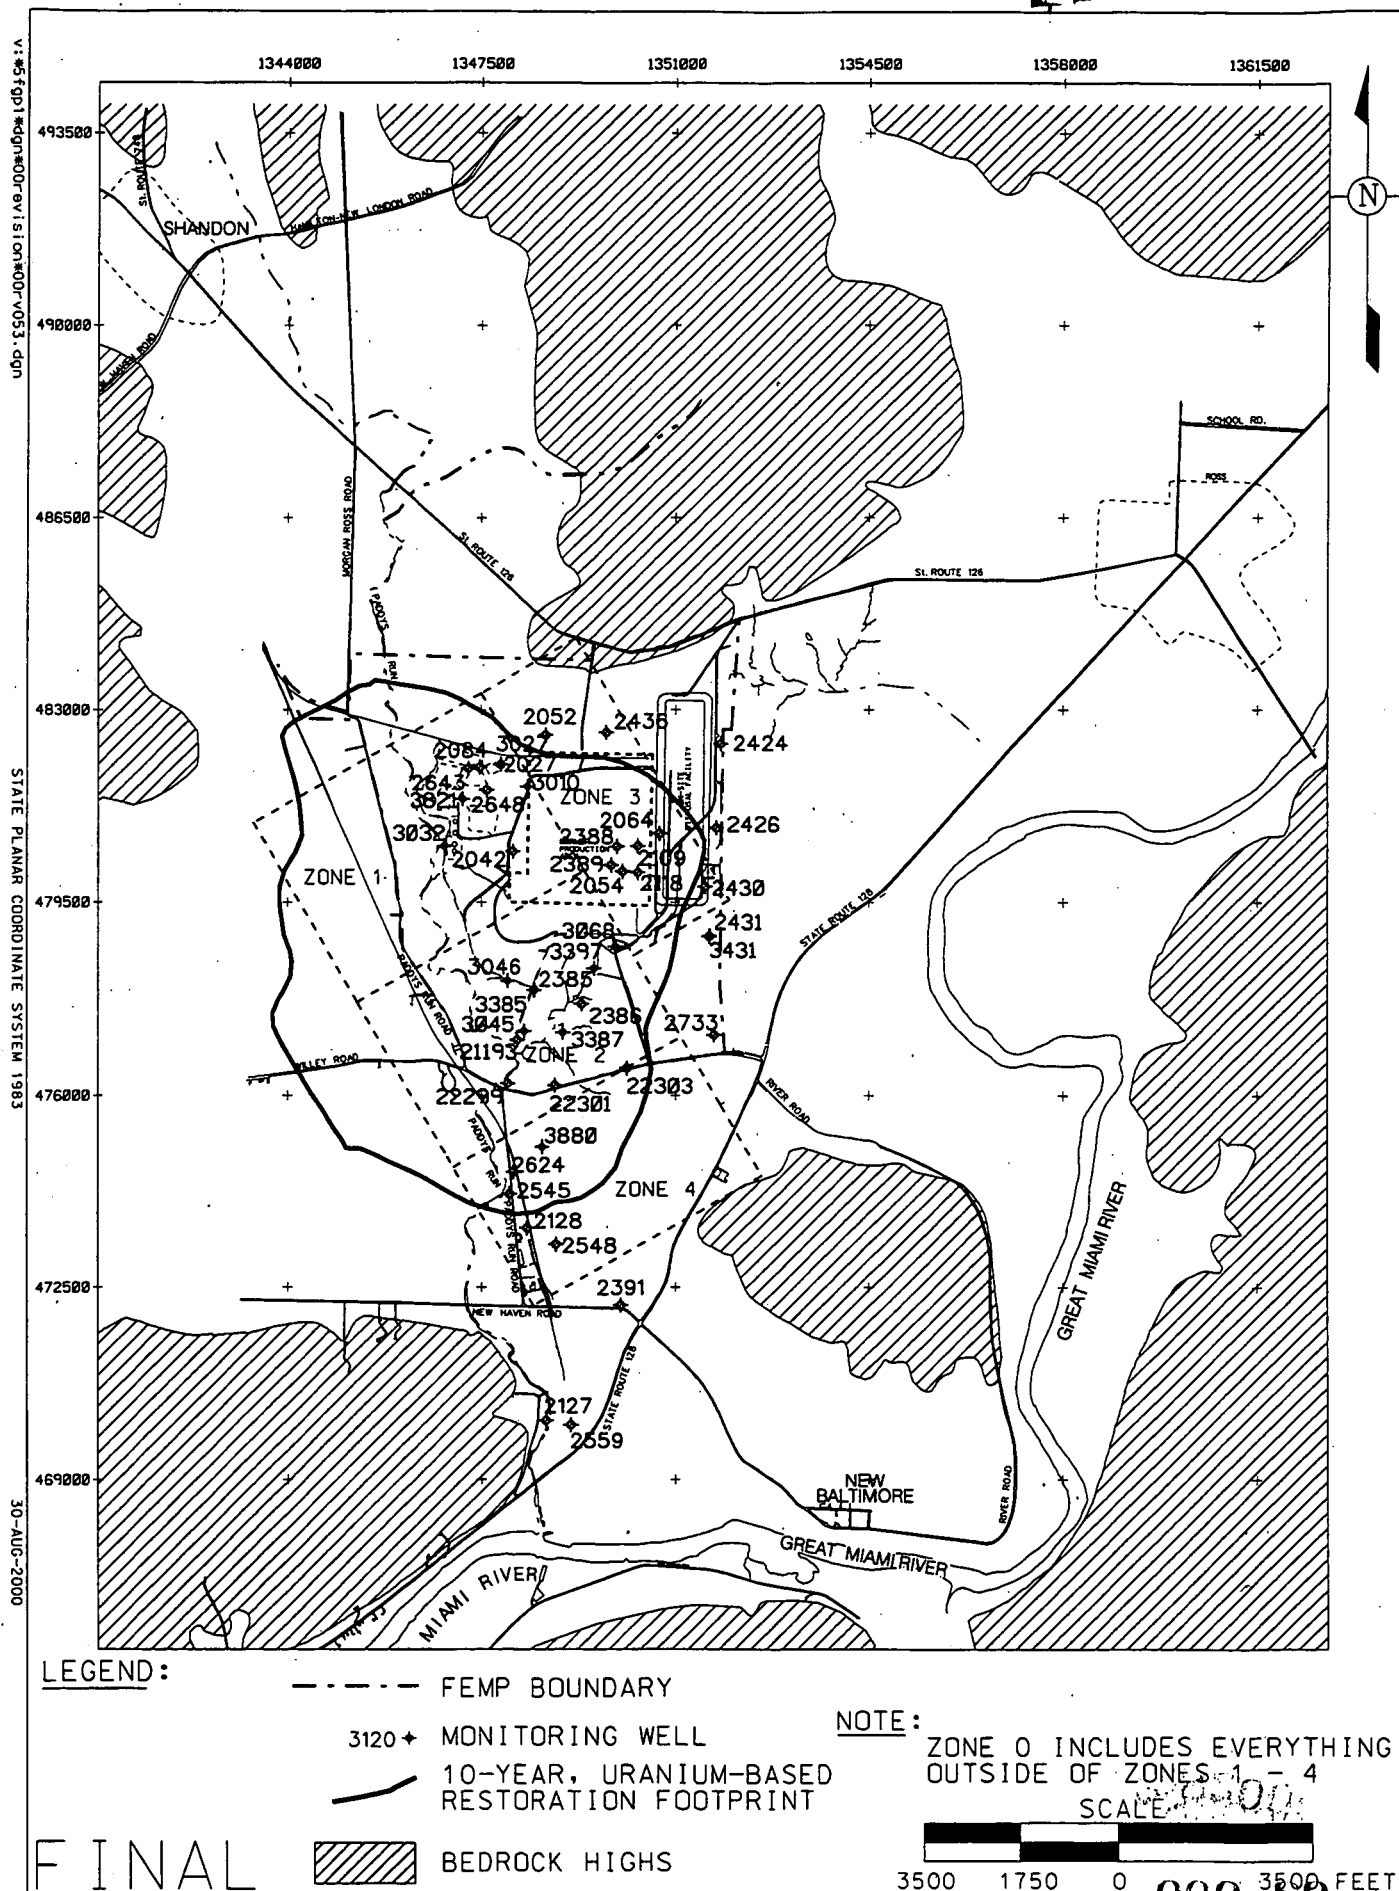 1344000 1347500 1351000 1354500 1358000 1361500
493500
490000
486500
483000
479500
476000
472500
469000
v:*5fgp1*dgn*00revision*00rv053.dgn
STATE PLANAR COORDINATE SYSTEM 1983
30-AUG-2000
N
SHANDON
HAMILTON-NEW LONDON ROAD
MORGAN ROSS ROAD
St. ROUTE 126
St. ROUTE 126
SCHOOL RD.
ROSS
PADDYS RUN
2052
2436
2424
3027
2084
2027
2643
3010
3821
2648
ZONE 3
2064
2426
3032
2388
PRODUCTION
2042
2389
2109
ZONE 1
2054
2118
2430
STATE ROUTE 128
3068
2431
3397
3431
3046
2385
PADDYS RUN ROAD
3385
2386
3045
3387
2733
21193
ZONE 2
WILLEY ROAD
22299
22301
22303
RIVER ROAD
3880
PADDYS RUN
2624
2545
ZONE 4
PADDYS RUN ROAD
2128
2548
GREAT MIAMI RIVER
2391
NEW HAVEN ROAD
STATE ROUTE 128
2127
2559
NEW
BALTIMORE
RIVER ROAD
GREAT MIAMI RIVER
MIAMI RIVER
LEGEND:
FEMP BOUNDARY
3120 MONITORING WELL
10-YEAR, URANIUM-BASED
RESTORATION FOOTPRINT
BEDROCK HIGHS
NOTE:
ZONE 0 INCLUDES EVERYTHING
OUTSIDE OF ZONES 1 - 4
SCALE
3500 1750 0 3500 FEET
FINAL